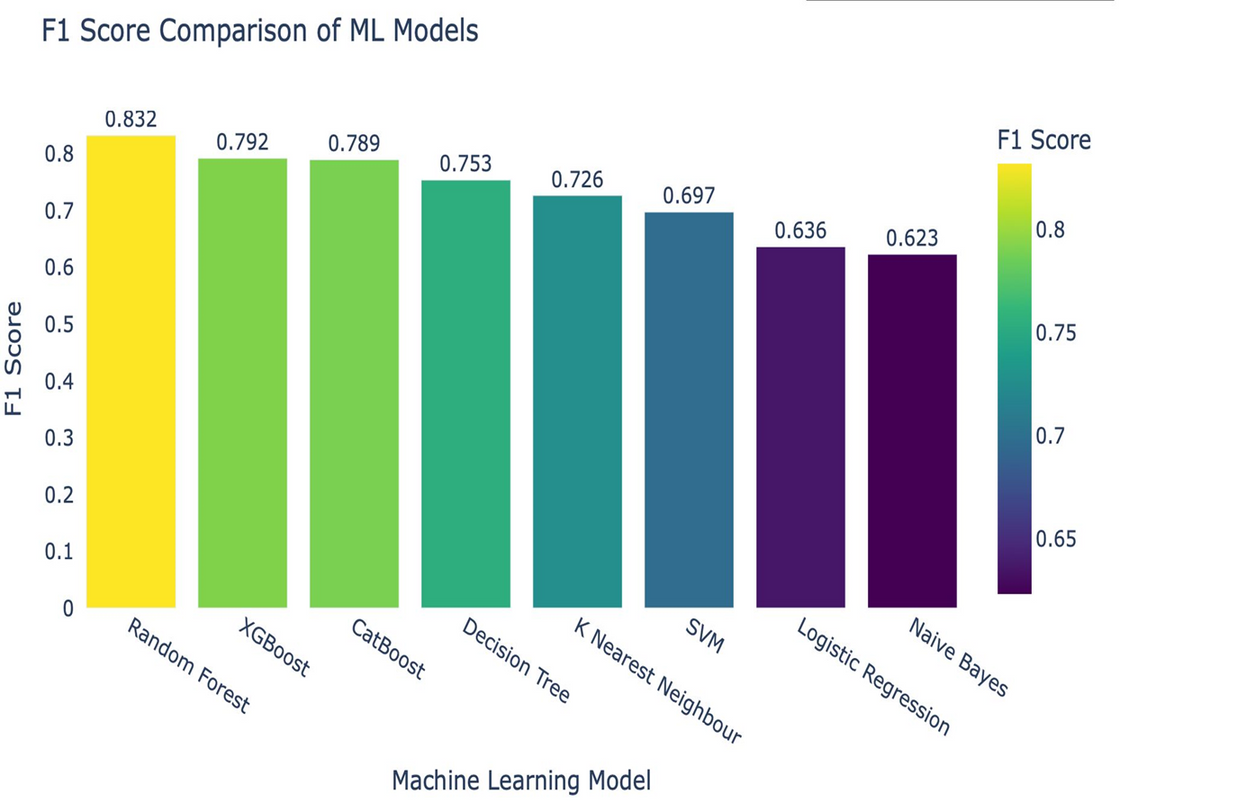 F1 Score Comparison of ML Models
0.832
0.792
0.789
0.753
0.726
0.697
0.636
0.623
F1 Score
0.8
0.7
0.6
0.5
0.4
0.3
0.2
0.1
0
Random Forest
XGBoost
CatBoost
Decision Tree
K Nearest Neighbour
SVM
Logistic Regression
Naive Bayes
Machine Learning Model
F1 Score
0.8
0.75
0.7
0.65